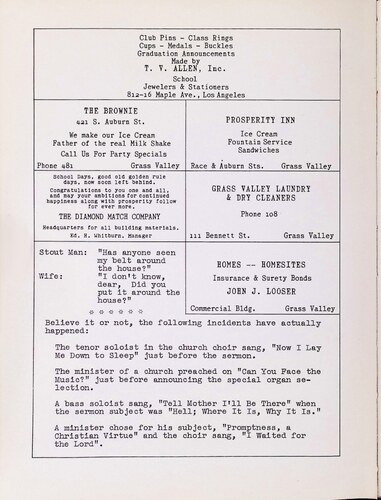 Club Pins - Class Rings
Cups - Medals - Buckles
Graduation Announcements
Made by
T. V. ALLEN, Inc.
School
Jewelers & Stationers
812-16 Maple Ave., Los Angeles
THE BROWNIE
421 S. Auburn St.
We make our Ice Cream
Father of the real Milk Shake
Call Us For Party Specials
Phone 481 Grass Valley
PROSPERITY INN
Ice Cream
Fountain Service
Sandwiches
Race & Auburn Sts. Grass Valley
School Days, good old golden rule
days, now soon left behind.
Congratulations to you one and all,
and may your ambitions for continued
happiness along with prosperity follow
for ever more.
THE DIAMOND MATCH COMPANY
Headquarters for all building materials.
Ed. H. Whitburn, Manager
GRASS VALLEY LAUNDRY
& DRY CLEANERS
Phone 108
111 Bennett St. Grass Valley
Stout Man: "Has anyone seen
my belt around
the house?"
Wife: "I don't know,
dear, Did you
put it around the
house?"
* * * * * *
HOMES -- HOMESITES
Insurance & Surety Bonds
JOHN J. LOOSER
Commercial Bldg. Grass Valley
Believe it or not, the following incidents have actually
happened:
The tenor soloist in the church choir sang, "Now I Lay
Me Down to Sleep" just before the sermon.
The minister of a church preached on "Can You Face the
Music?" just before announcing the special organ se-
lection.
A bass soloist sang, "Tell Mother I'll Be There" when
the sermon subject was "Hell; Where It Is, Why It Is."
A minister chose for his subject, "Promptness, a
Christian Virtue" and the choir sang, "I Waited for
the Lord".